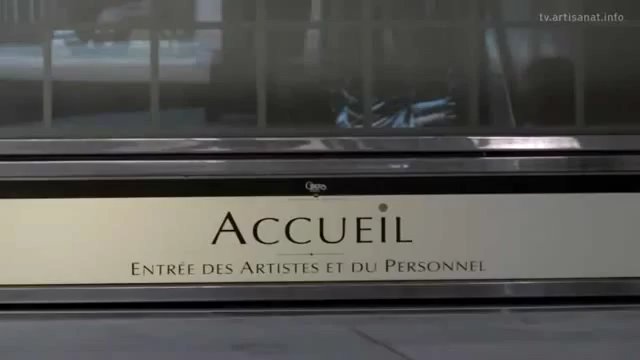 tv.artisanat.info
ACCUEIL
ENTRÉE DES ARTISTES ET DU PERSONNEL